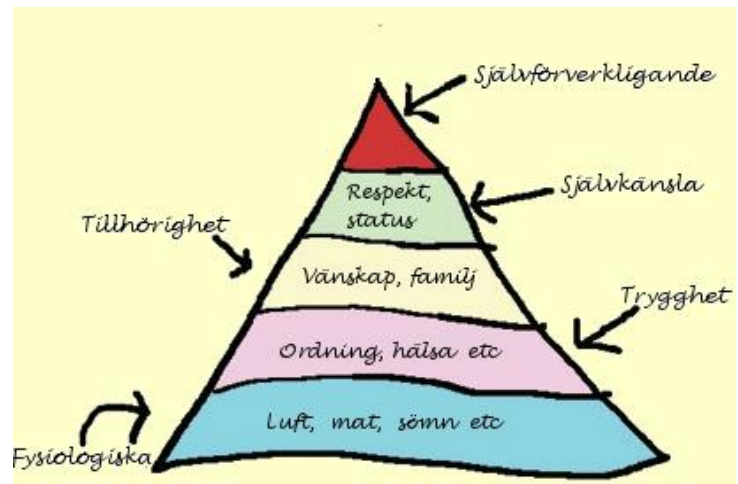 Självförverkligande
Respekt,
status
Självkänsla
Tillhörighet
Vänskap, familj
Trygghet
Ordning, hälsa etc
Luft, mat, sömn etc
Fysiologiska